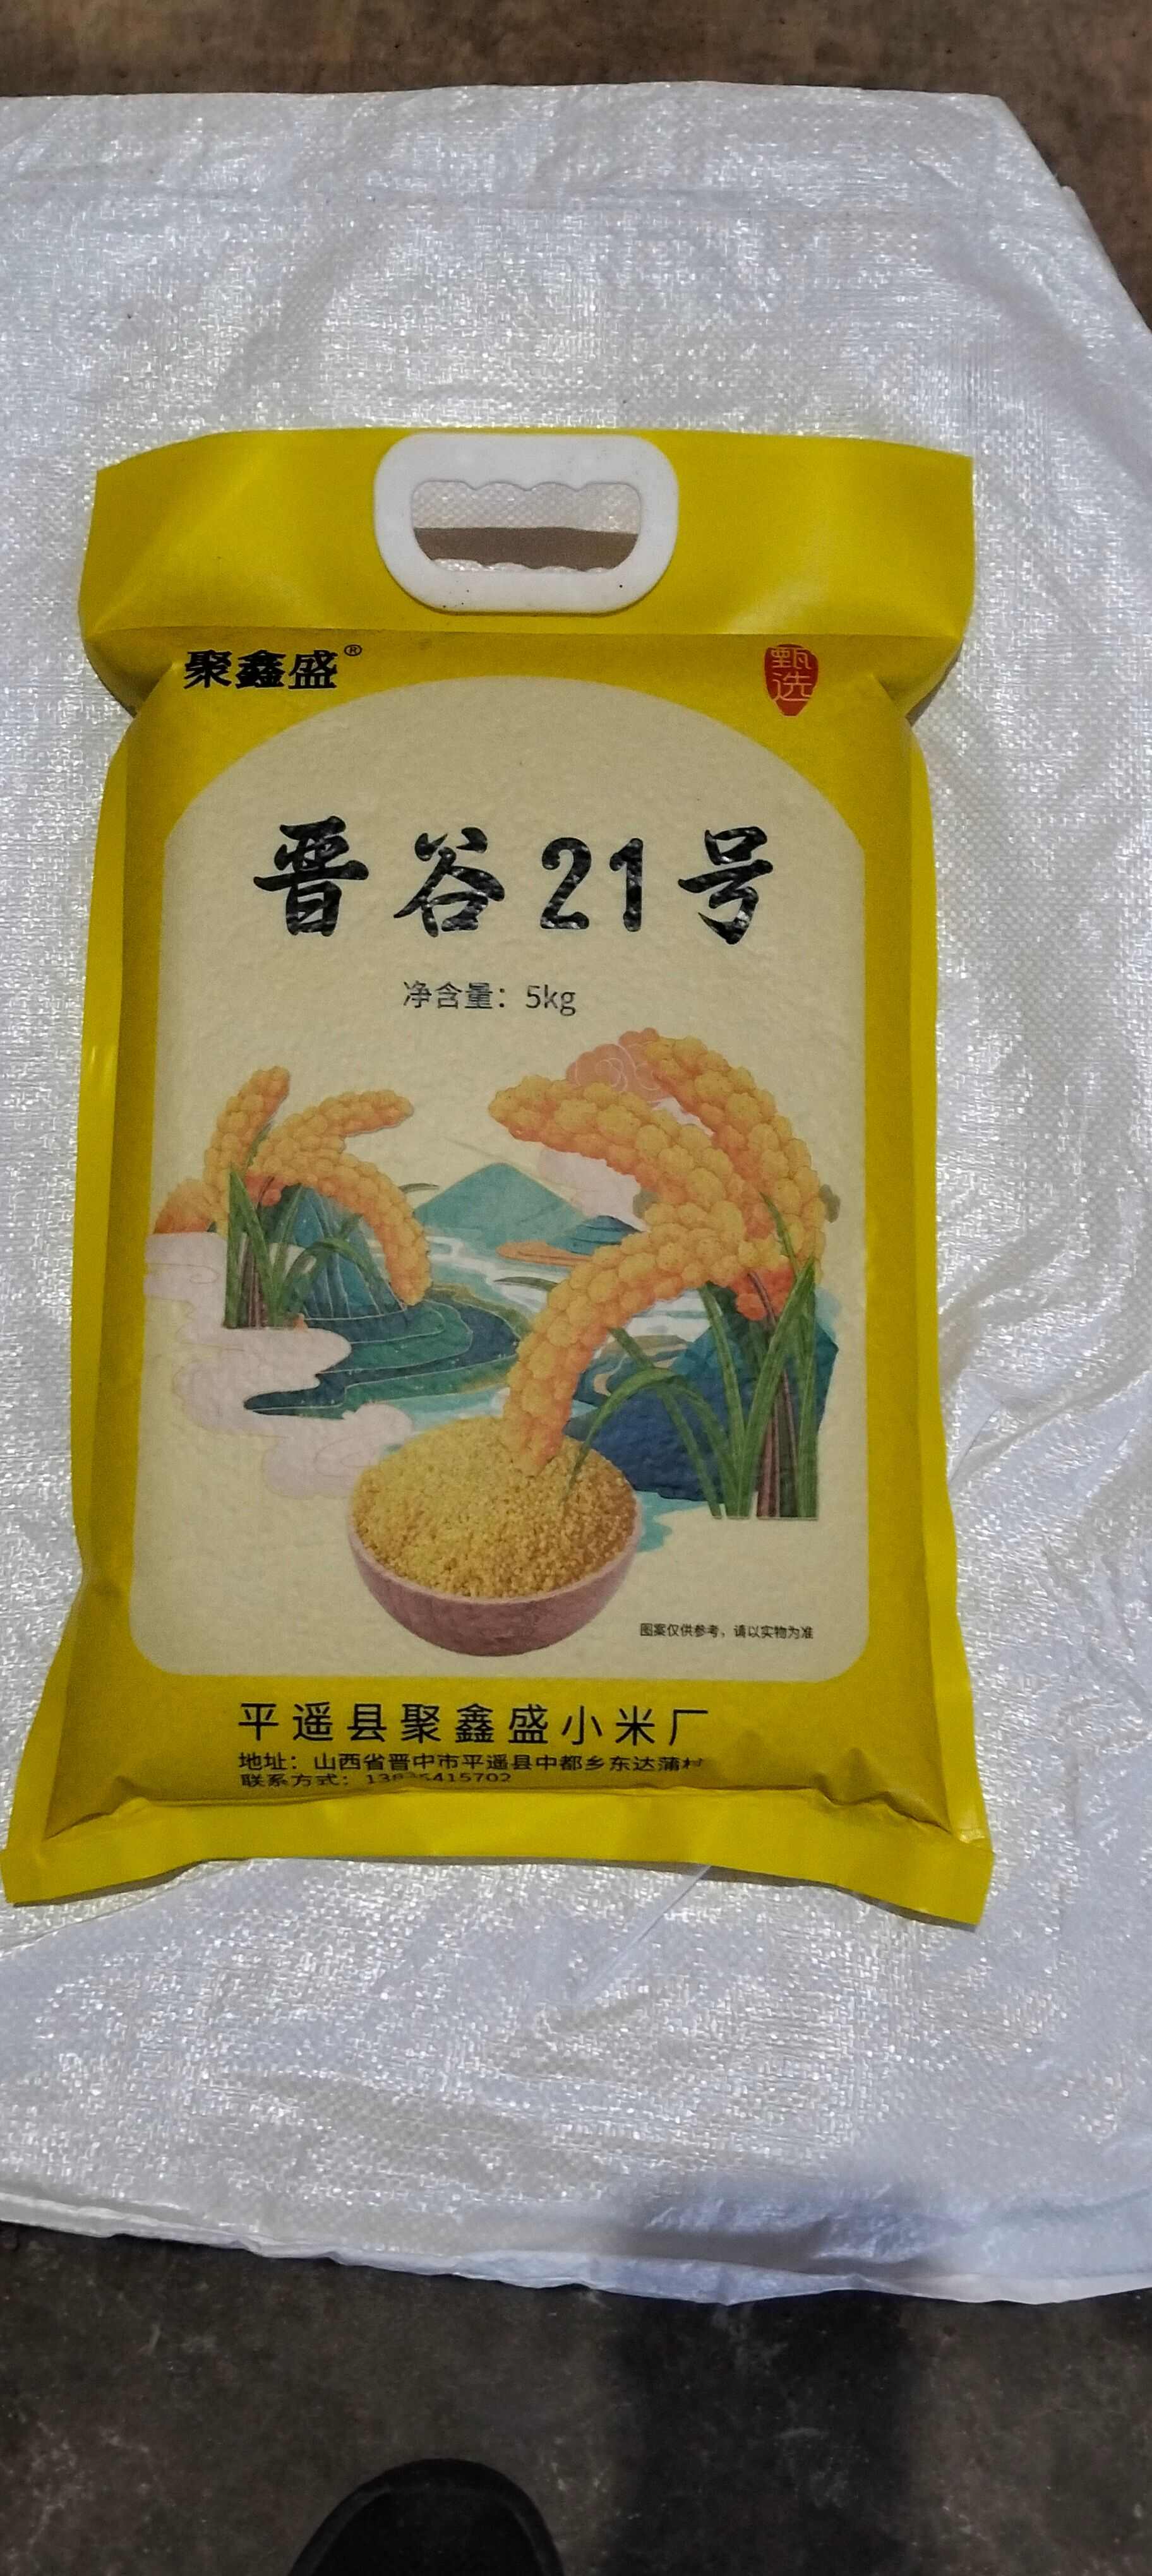 聚鑫盛®
甄选
晋谷21号
净含量：5kg
图案仅供参考，请以实物为准
平遥县聚鑫盛小米厂
地址：山西省晋中市平遥县中都乡东达蒲村
联系方式：